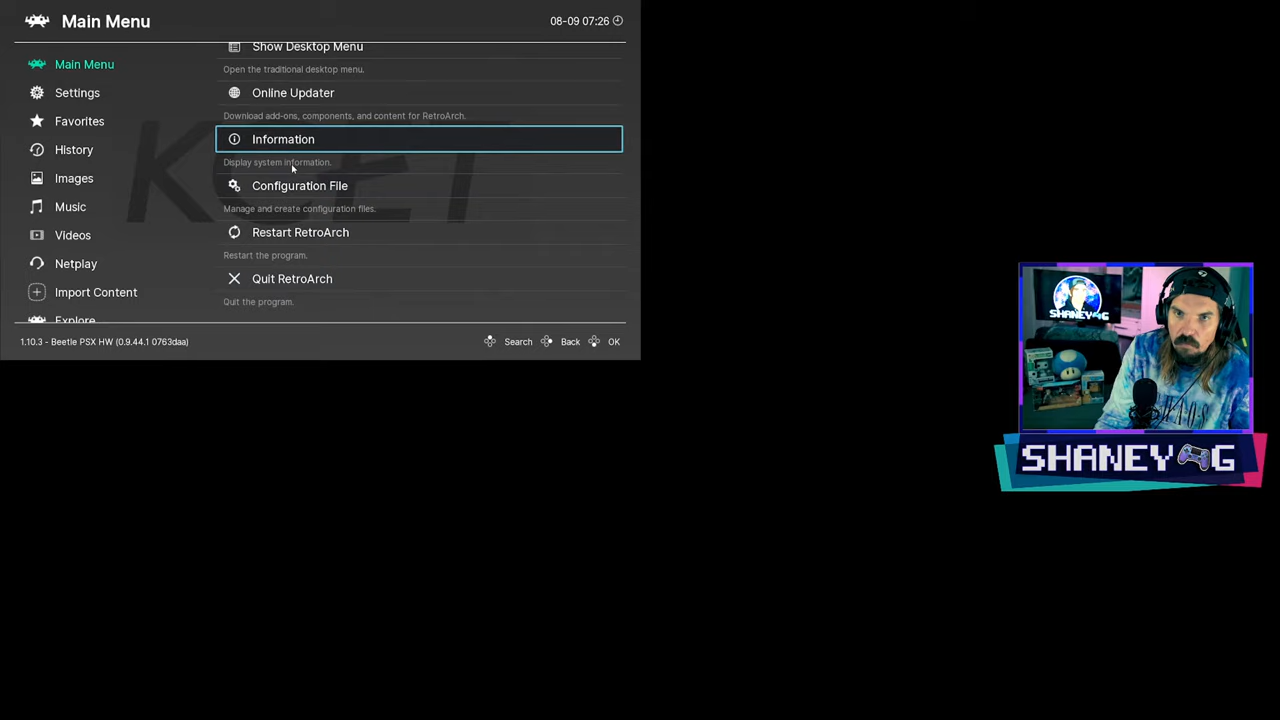 Main Menu
08-09 07:26
Main Menu
Settings
Favorites
History
Images
Music
Videos
Netplay
Import Content
Explore
Show Desktop Menu
Open the traditional desktop menu.
Online Updater
Download add-ons, components, and content for RetroArch.
Information
Display system information.
Configuration File
Manage and create configuration files.
Restart RetroArch
Restart the program.
Quit RetroArch
Quit the program.
1.10.3 - Beetle PSX HW (0.9.44.1 0763daa)
Search
Back
OK
SHANEY G
SHANEY G